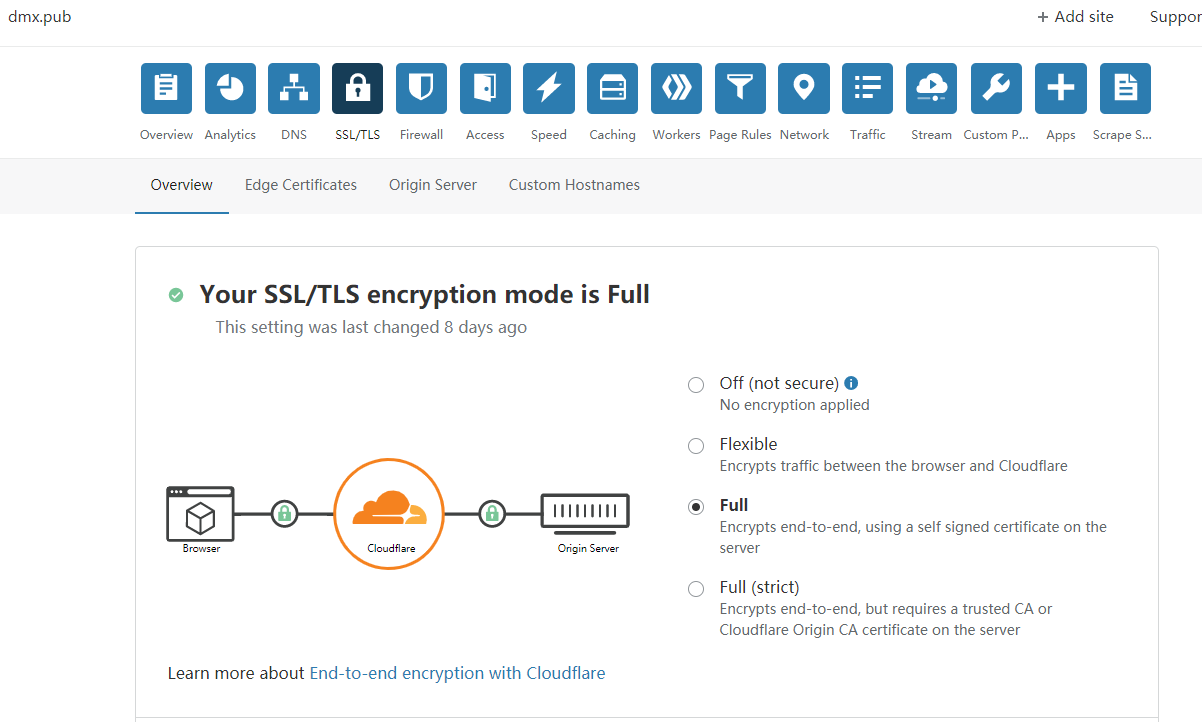 dmx.pub
+ Add site
Suppor
Overview Analytics DNS SSL/TLS Firewall Access Speed Caching Workers Page Rules Network Traffic Stream Custom P... Apps Scrape S...
Overview Edge Certificates Origin Server Custom Hostnames
Your SSL/TLS encryption mode is Full
This setting was last changed 8 days ago
Off (not secure)
No encryption applied
Flexible
Encrypts traffic between the browser and Cloudflare
Full
Encrypts end-to-end, using a self signed certificate on the
server
Full (strict)
Encrypts end-to-end, but requires a trusted CA or
Cloudflare Origin CA certificate on the server
Browser
Cloudflare
Origin Server
Learn more about End-to-end encryption with Cloudflare